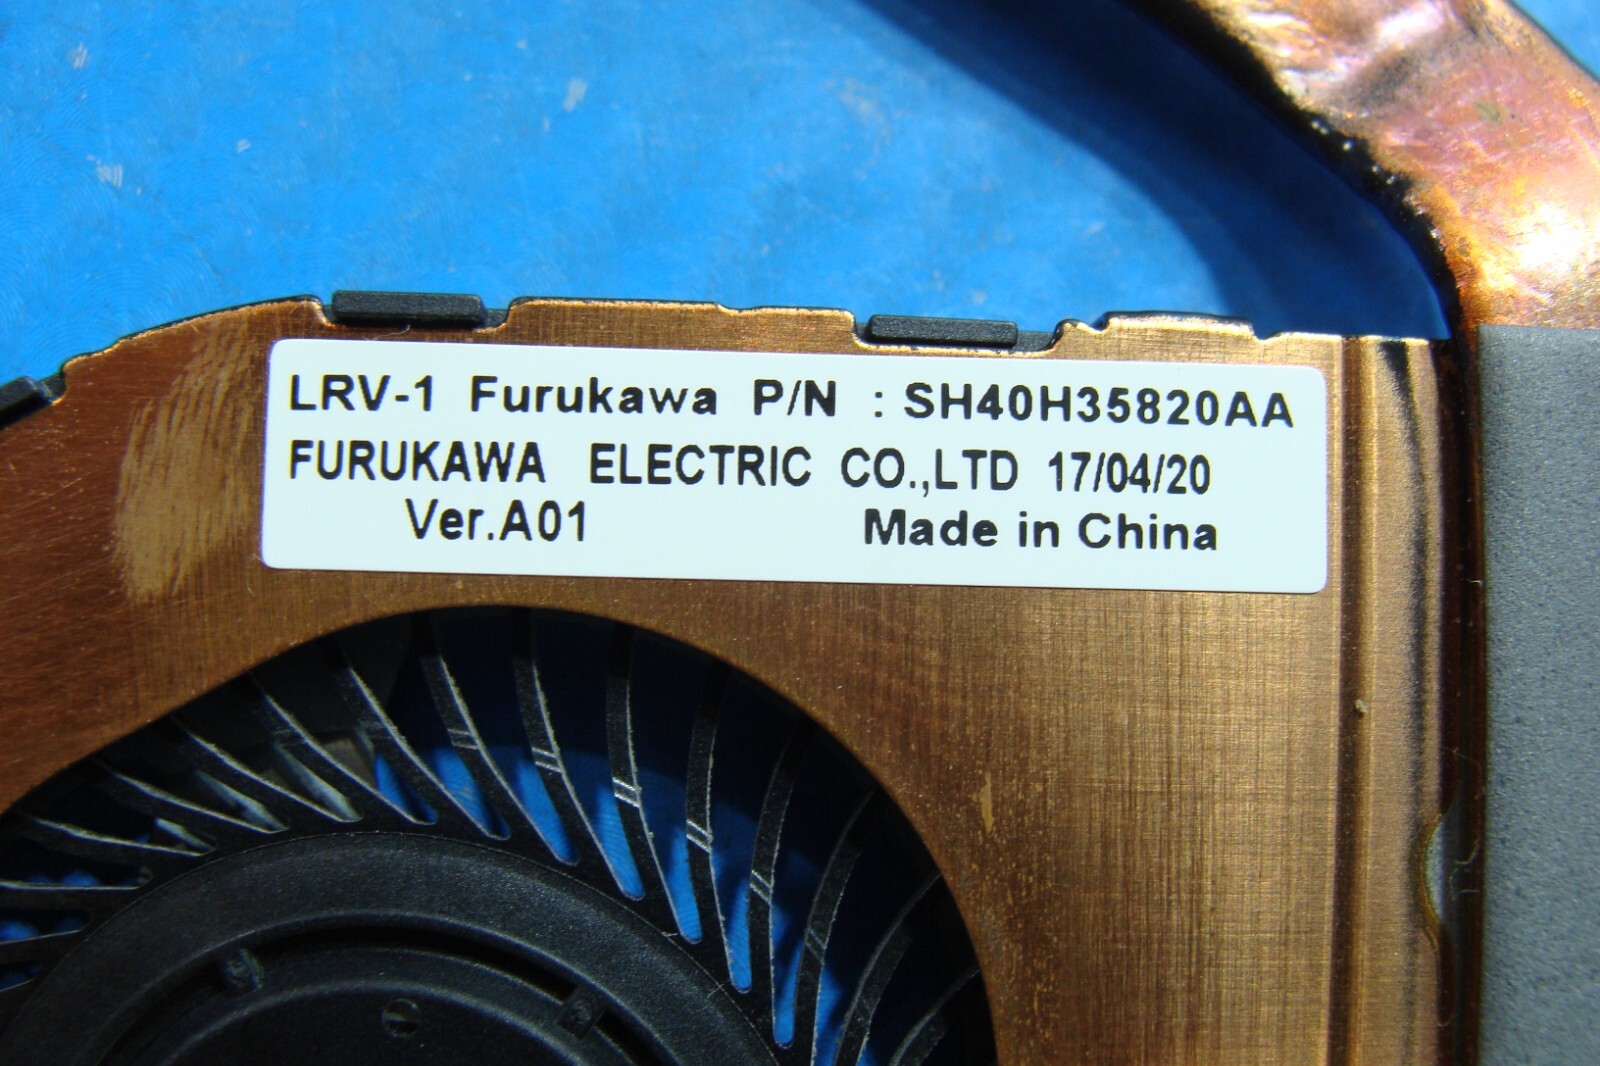 LRV-1 Furukawa P/N : SH40H35820AA
FURUKAWA ELECTRIC CO.,LTD 17/04/20
Ver.A01 Made in China